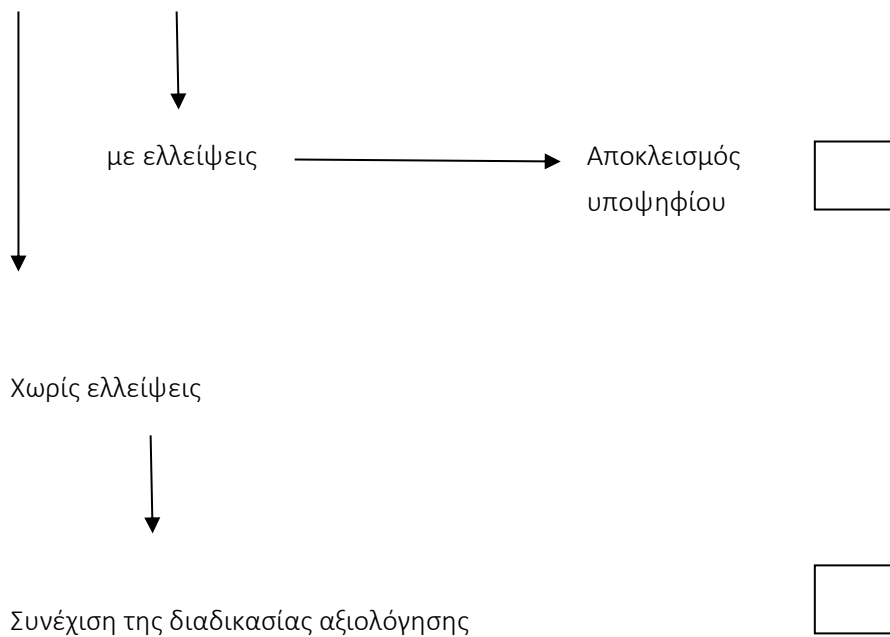 με ελλείψεις
Αποκλεισμός
υποψηφίου
Χωρίς ελλείψεις
Συνέχιση της διαδικασίας αξιολόγησης